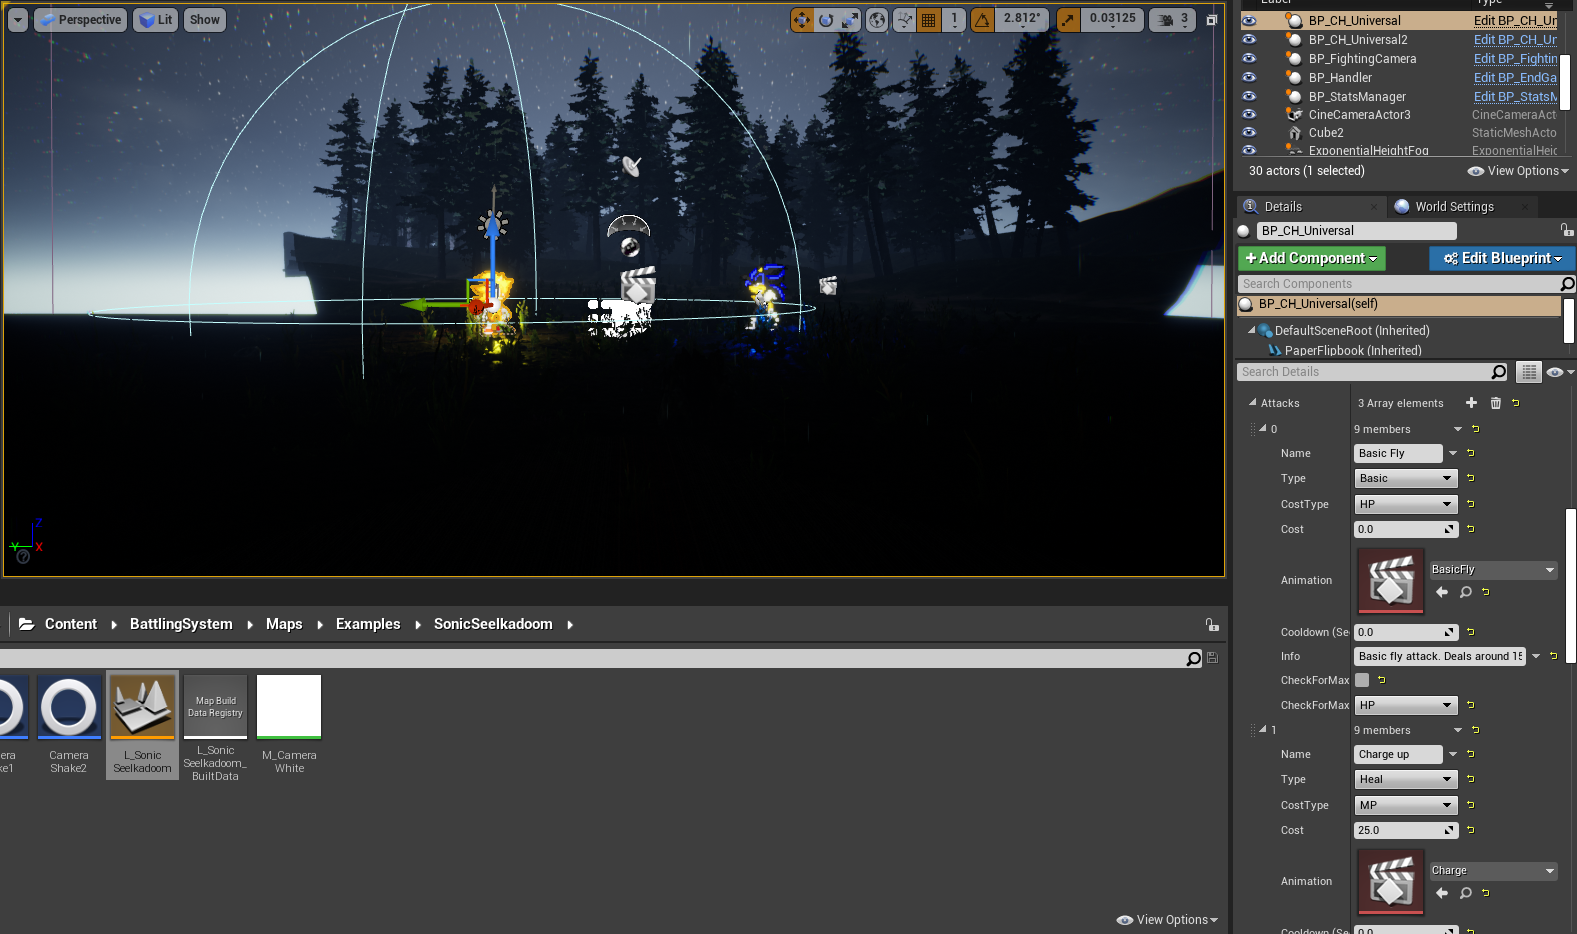 Perspective
Lit
Show
1
2.812°
0.03125
3
Z
Y
X
?
Label
Type
BP_CH_Universal
Edit BP_CH_Ur
BP_CH_Universal2
Edit BP_CH_Ur
BP_FightingCamera
Edit BP_Fightin
BP_Handler
Edit BP_EndGa
BP_StatsManager
Edit BP_StatsM
CineCameraActor3
CineCameraAct
Cube2
StaticMeshActo
ExponentialHeightFog
ExponentialHeic
30 actors (1 selected)
View Options
Details
World Settings
BP_CH_Universal
+Add Component
Edit Blueprint
Search Components
BP_CH_Universal(self)
DefaultSceneRoot (Inherited)
PaperFlipbook (Inherited)
Search Details
Attacks
3 Array elements
0
9 members
Name
Basic Fly
Type
Basic
CostType
HP
Cost
0.0
Animation
BasicFly
Cooldown (Se
0.0
Info
Basic fly attack. Deals around 15
CheckForMax
CheckForMax
HP
1
9 members
Name
Charge up
Type
Heal
CostType
MP
Cost
25.0
Animation
Charge
Cooldown (Se
0.0
Content
BattlingSystem
Maps
Examples
SonicSeelkadoom
era
ke1
Camera
Shake2
L_Sonic
Seelkadoom
Map Build
Data Registry
L_Sonic
Seelkadoom_
BuiltData
M_Camera
White
View Options